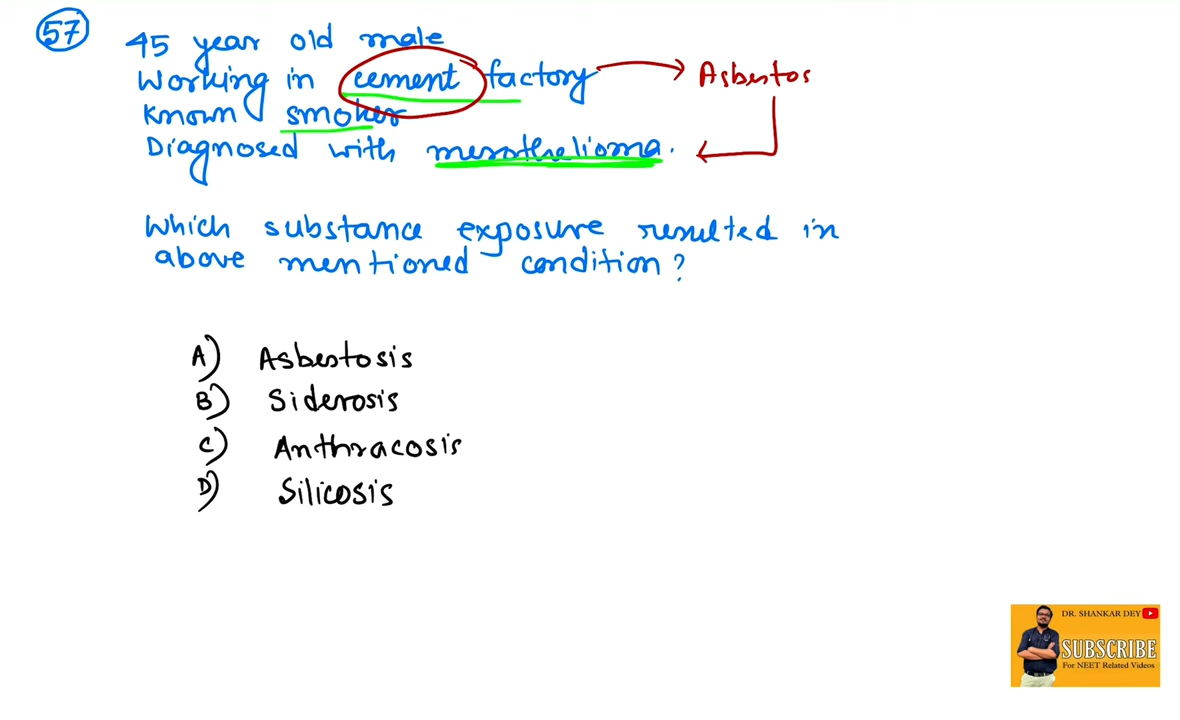 57
45 year old male
Working in cement factory → Asbestos
Known smoker
Diagnosed with mesothelioma.
Which substance exposure resulted in
above mentioned condition?
A) Asbestosis
B) Siderosis
C) Anthracosis
D) Silicosis
DR. SHANKAR DEY
SUBSCRIBE
For NEET Related Videos